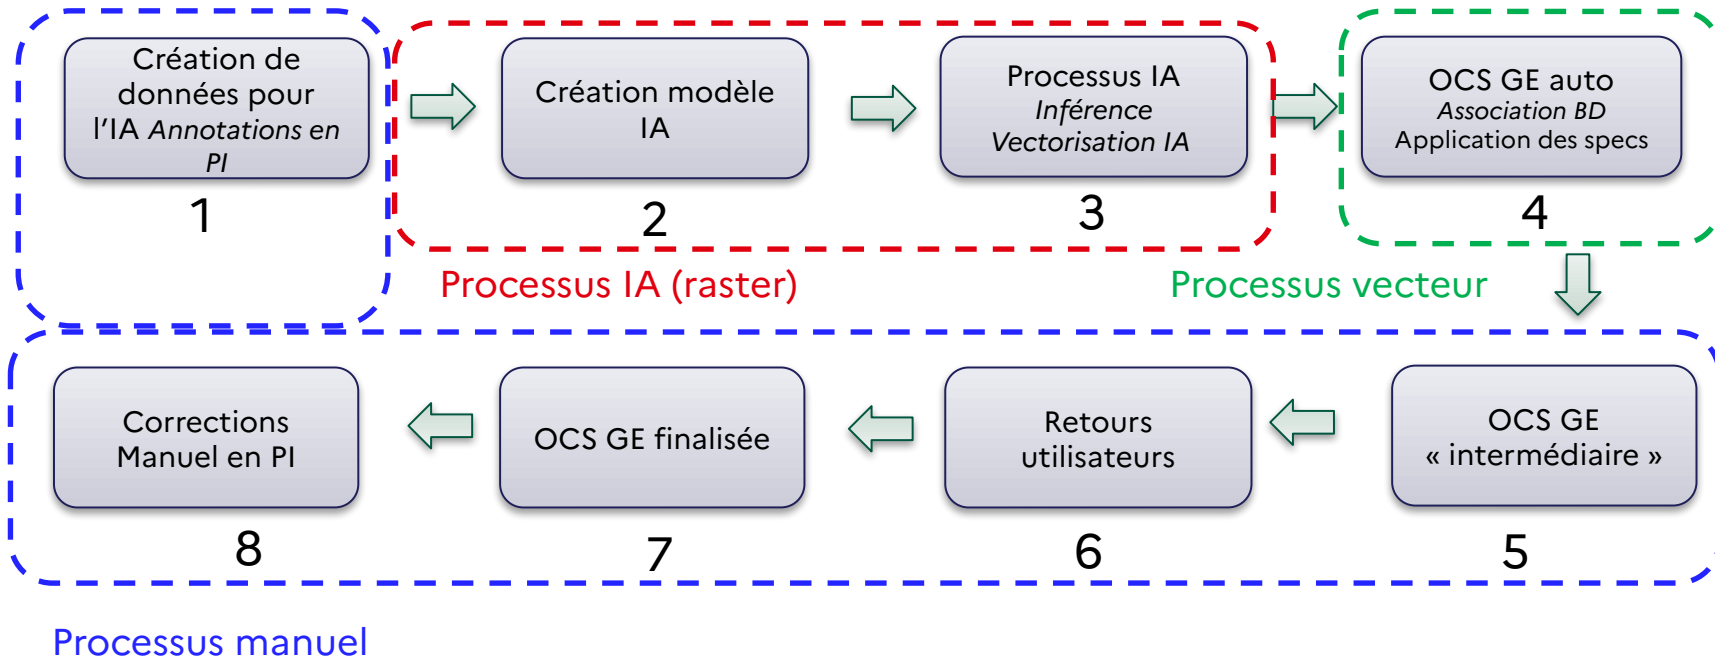 Création de
données pour
l'IA Annotations en
PI
1
Création modèle
IA
2
Processus IA
Inférence
Vectorisation IA
3
OCS GE auto
Association BD
Application des specs
4
Processus IA (raster)
Processus vecteur
Corrections
Manuel en PI
8
OCS GE finalisée
7
Retours
utilisateurs
6
OCS GE
« intermédiaire »
5
Processus manuel